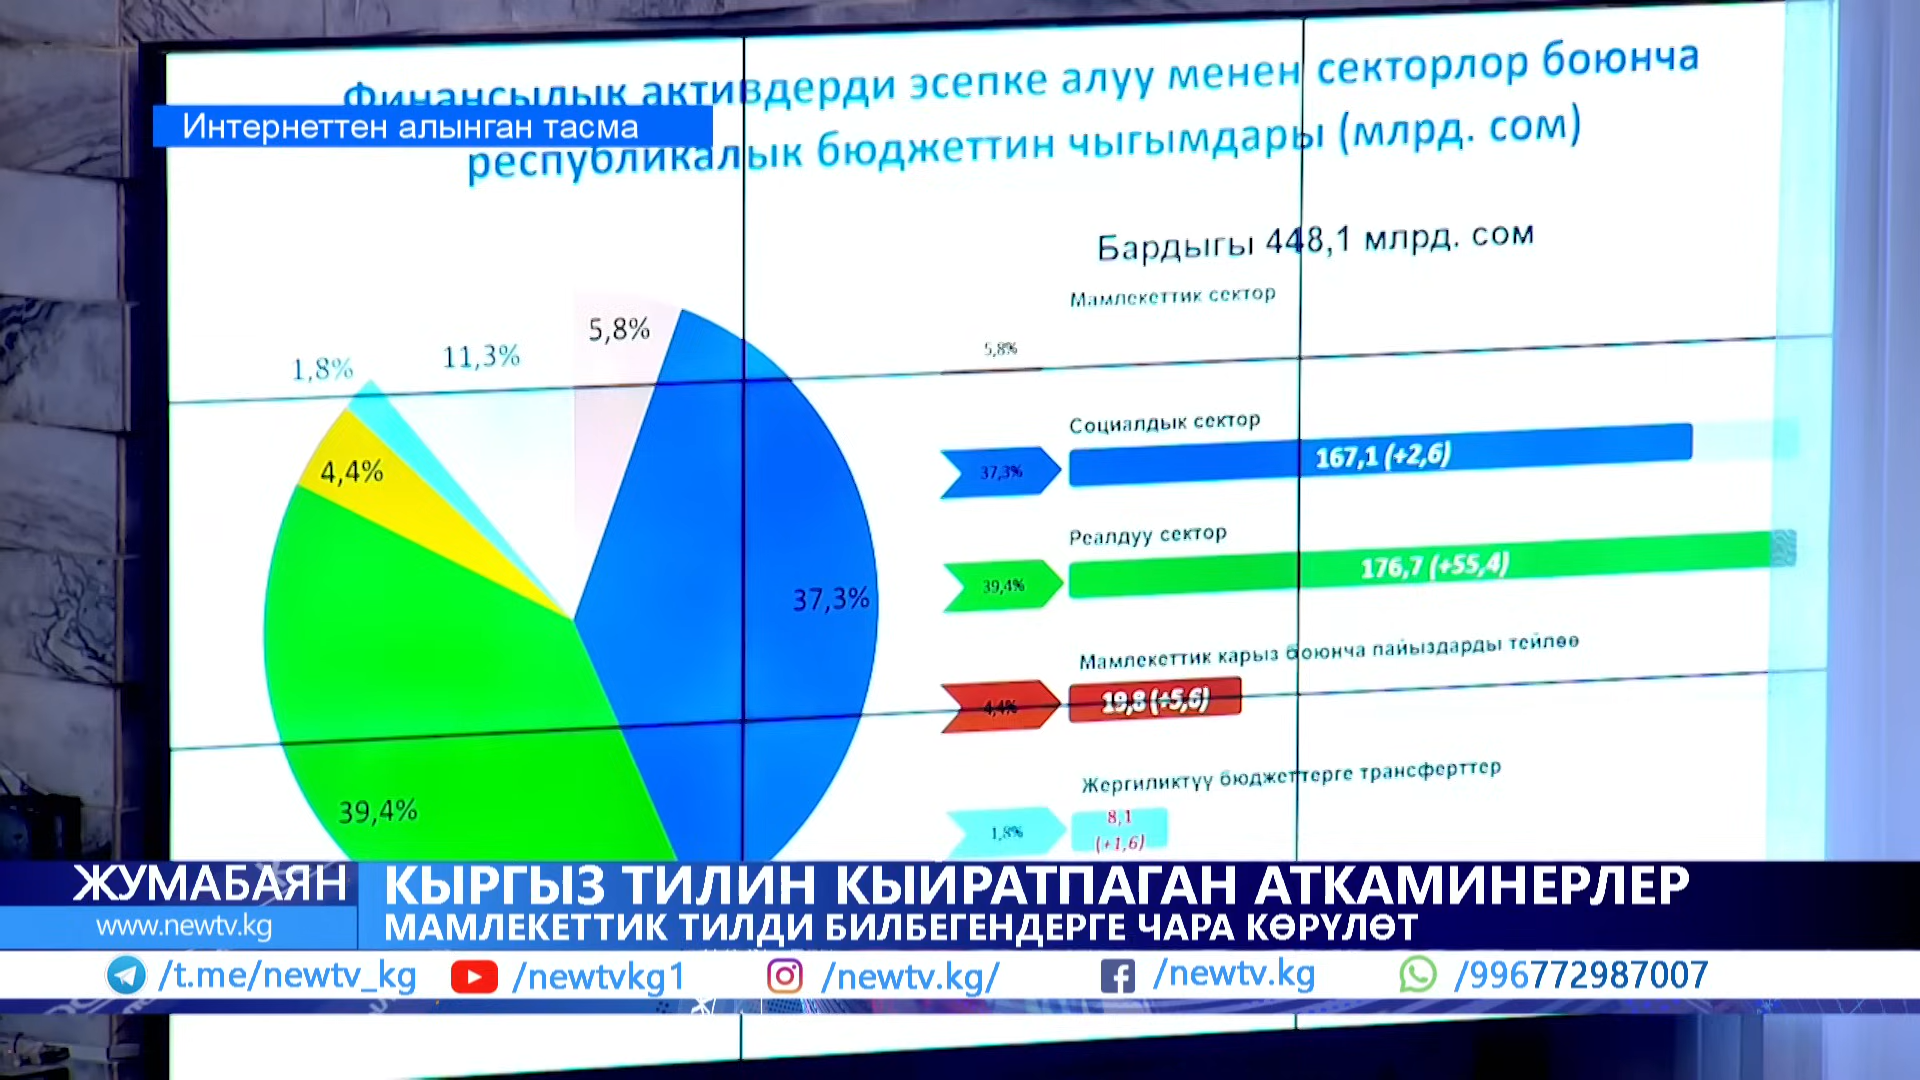 Финансылык активдерди эсепке алуу менен секторлор боюнча
Интернеттен алынган тасма
республикалык бюджеттин чыгымдары (млрд. сом)
Бардыгы 448,1 млрд. сом
Мамлекеттик сектор
5,8%
5,8%
11,3%
1,8%
4,4%
37,3%
39,4%
Социалдык сектор
37,3%
167,1 (+2,6)
Реалдуу сектор
39,4%
176,7 (+55,4)
Мамлекеттик карыз боюнча пайыздарды тейлөө
4,4%
19,8 (+5,6)
Жергиликтүү бюджеттерге трансферттер
1,8%
8,1
(+1,6)
ЖУМАБАЯН
www.newtv.kg
КЫРГЫЗ ТИЛИН КЫЙРАТПАГАН АТКАМИНЕРЛЕР
МАМЛЕКЕТТИК ТИЛДИ БИЛБЕГЕНДЕРГЕ ЧАРА КӨРҮЛӨТ
/t.me/newtv_kg
/newtvkg1
/newtv.kg/
/newtv.kg
/996772987007